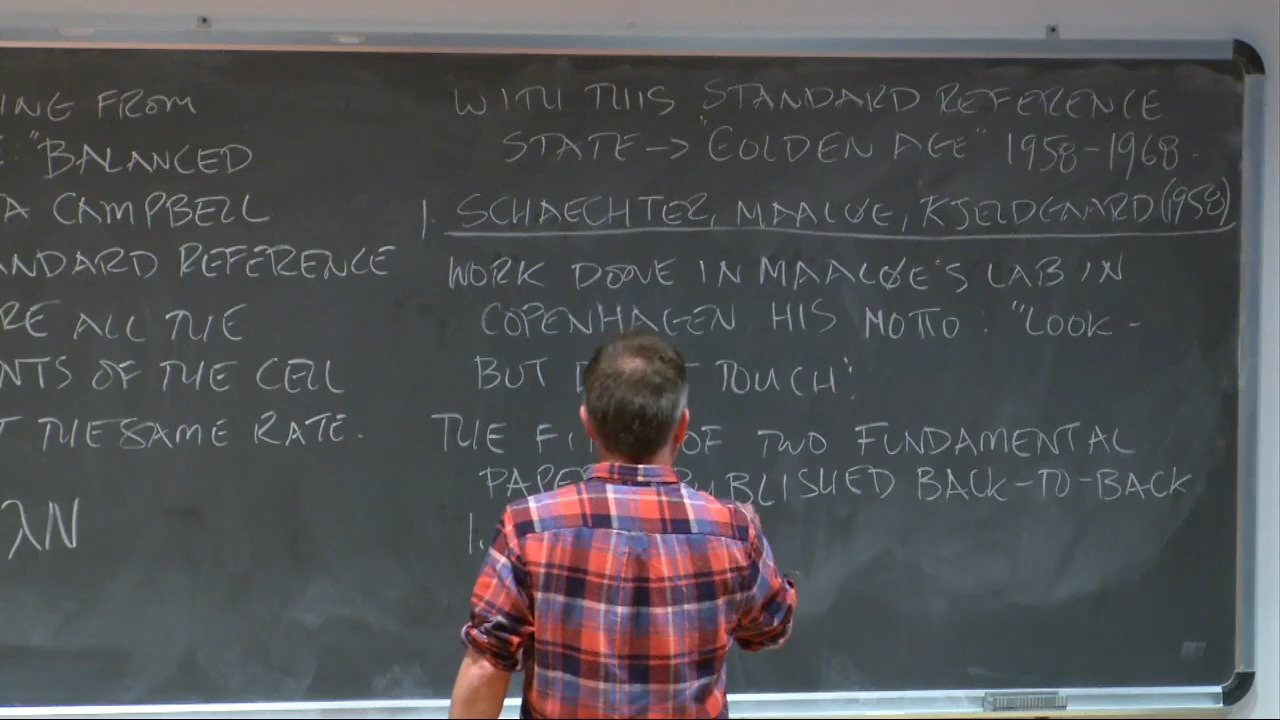 ING FROM
: "BALANCED
A CAMPBELL
ANDARD REFERENCE
RE ALL THE
NTS OF THE CELL
T THE SAME RATE.
λN
WITH THIS STANDARD REFERENCE
STATE → "GOLDEN AGE" 1958-1968.
1. SCHAECHTER, MAALØE, KJELDGAARD (1958)
WORK DONE IN MAALØE'S LAB IN
COPENHAGEN HIS MOTTO: "LOOK-
BUT TOUCH".
THE OF TWO FUNDAMENTAL
BACK-TO-BACK
1.